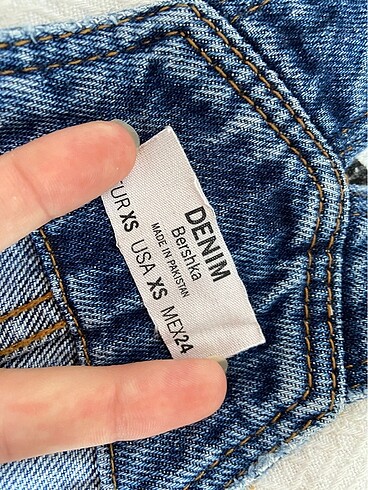 DENIM
Bershka
MADE IN PAKISTAN
EUR XS USA XS MEX24